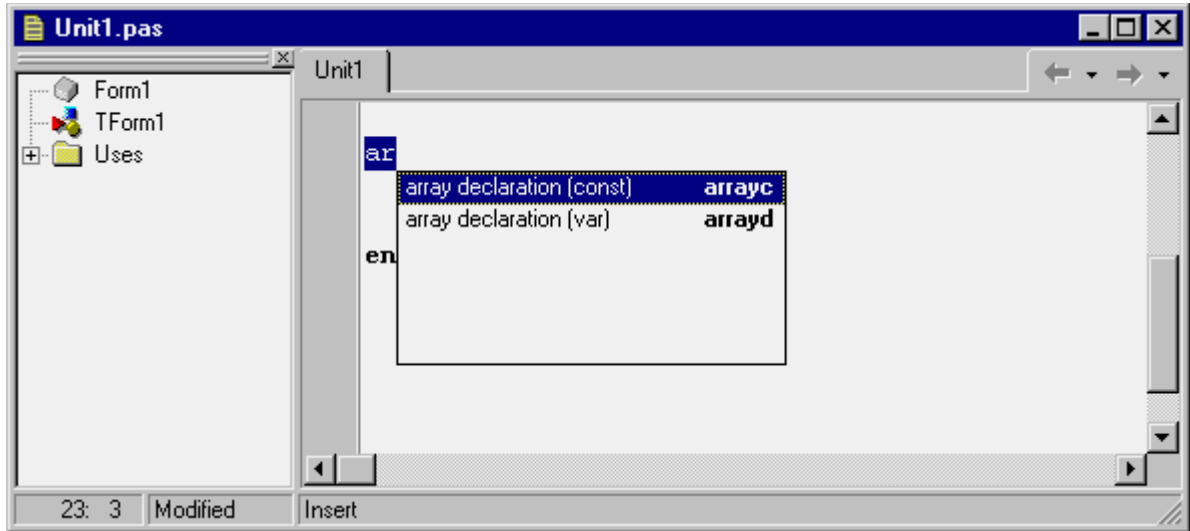 Unit1.pas
Unit1
Form1
TForm1
Uses
ar
array declaration (const) arrayc
array declaration (var) arrayd
en
23: 3 Modified Insert